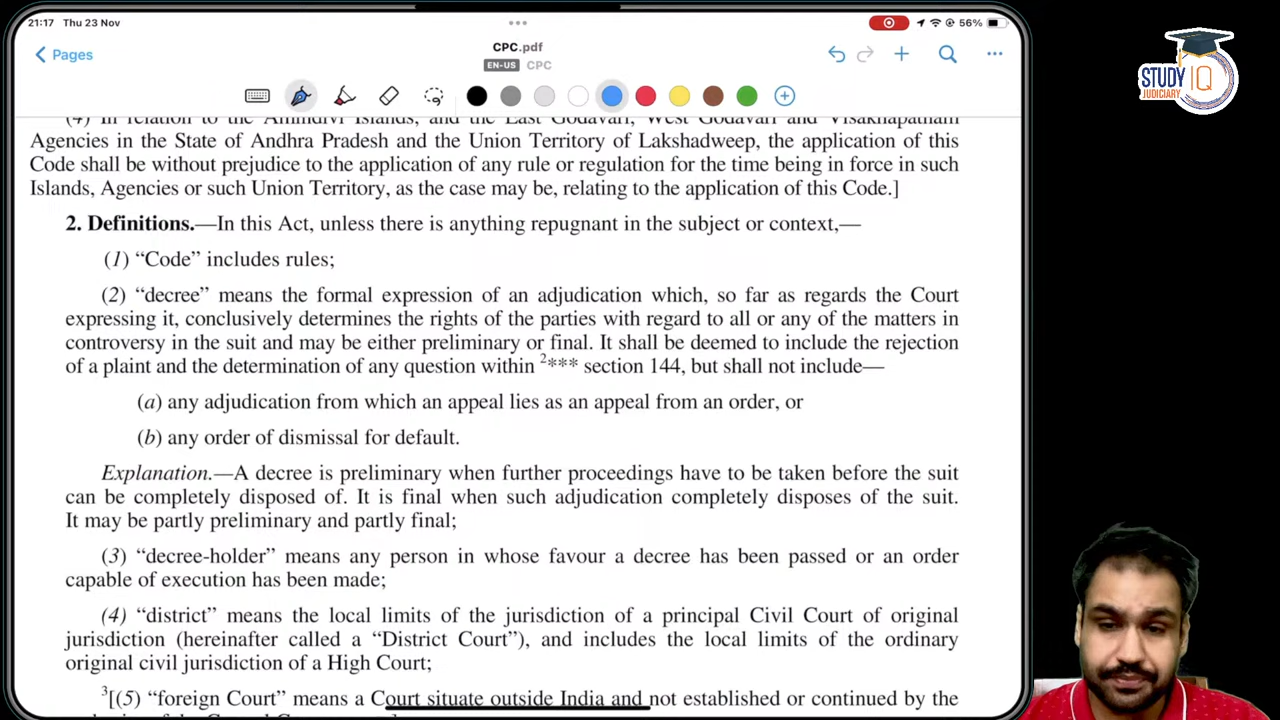 21:17 Thu 23 Nov
56%
Pages
CPC.pdf
EN-US CPC
(4) In relation to the Amindivi Islands, and the East Godavari, West Godavari and Visakhapatnam
Agencies in the State of Andhra Pradesh and the Union Territory of Lakshadweep, the application of this
Code shall be without prejudice to the application of any rule or regulation for the time being in force in such
Islands, Agencies or such Union Territory, as the case may be, relating to the application of this Code.]
2. Definitions.—In this Act, unless there is anything repugnant in the subject or context,—
(1) “Code” includes rules;
(2) “decree” means the formal expression of an adjudication which, so far as regards the Court
expressing it, conclusively determines the rights of the parties with regard to all or any of the matters in
controversy in the suit and may be either preliminary or final. It shall be deemed to include the rejection
of a plaint and the determination of any question within 2*** section 144, but shall not include—
(a) any adjudication from which an appeal lies as an appeal from an order, or
(b) any order of dismissal for default.
Explanation.—A decree is preliminary when further proceedings have to be taken before the suit
can be completely disposed of. It is final when such adjudication completely disposes of the suit.
It may be partly preliminary and partly final;
(3) “decree-holder” means any person in whose favour a decree has been passed or an order
capable of execution has been made;
(4) “district” means the local limits of the jurisdiction of a principal Civil Court of original
jurisdiction (hereinafter called a “District Court”), and includes the local limits of the ordinary
original civil jurisdiction of a High Court;
3[(5) “foreign Court” means a Court situate outside India and not established or continued by the
STUDY IQ
JUDICIARY